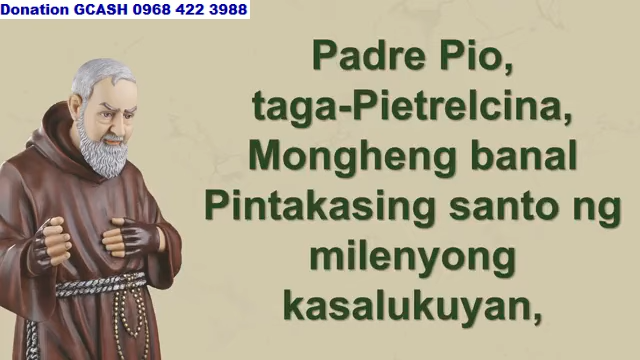 Donation GCASH 0968 422 3988
Padre Pio,
taga-Pietrelcina,
Mongheng banal
Pintakasing santo ng
milenyong
kasalukuyan,